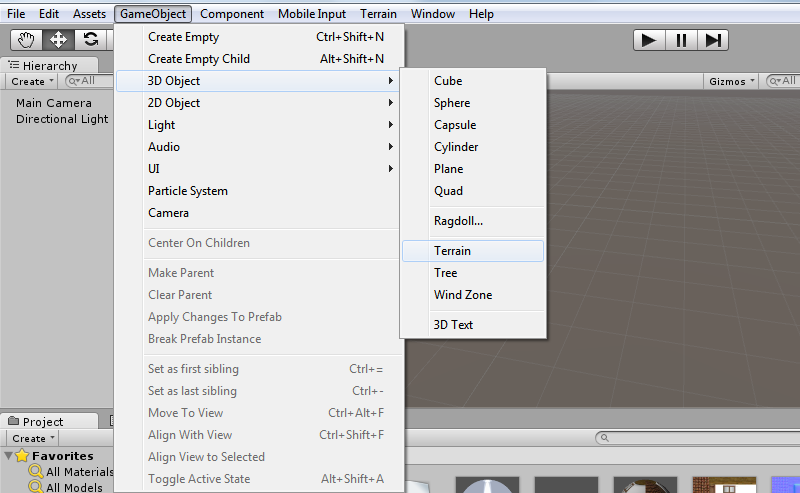 File Edit Assets GameObject Component Mobile Input Terrain Window Help
Hierarchy
Create All
Main Camera
Directional Light
Create Empty Ctrl+Shift+N
Create Empty Child Alt+Shift+N
3D Object
2D Object
Light
Audio
UI
Particle System
Camera
Center On Children
Make Parent
Clear Parent
Apply Changes To Prefab
Break Prefab Instance
Set as first sibling Ctrl+=
Set as last sibling Ctrl+-
Move To View Ctrl+Alt+F
Align With View Ctrl+Shift+F
Align View to Selected
Toggle Active State Alt+Shift+A
Cube
Sphere
Capsule
Cylinder
Plane
Quad
Ragdoll...
Terrain
Tree
Wind Zone
3D Text
Gizmos All
Project
Create
Favorites
All Materials
All Models